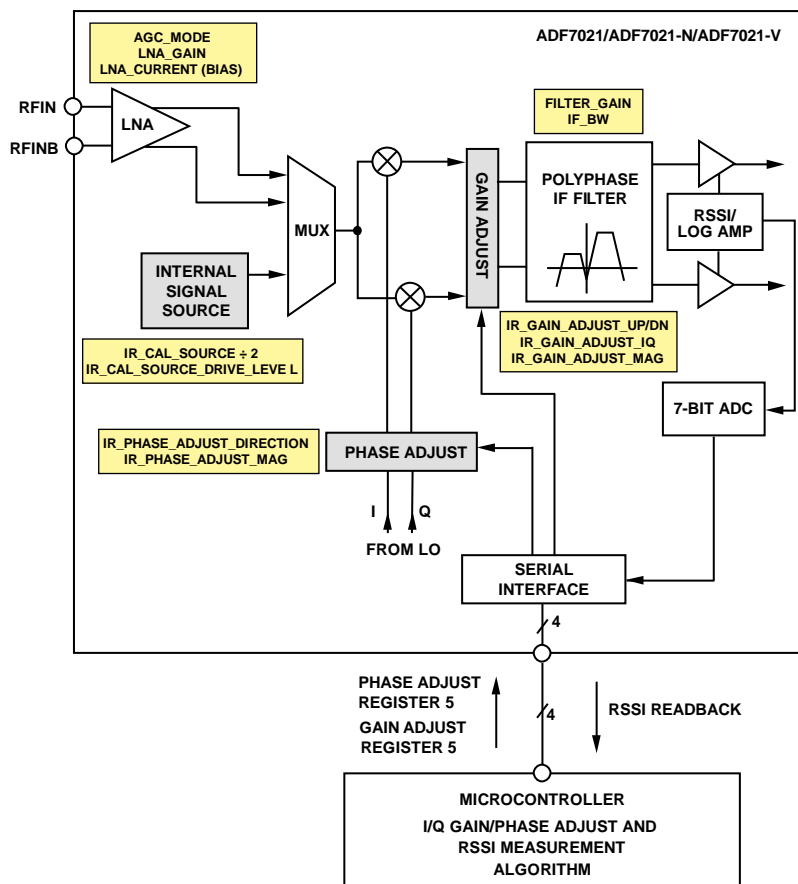 ADF7021/ADF7021-N/ADF7021-V
AGC_MODE
LNA_GAIN
LNA_CURRENT (BIAS)
RFIN
RFINB
LNA
MUX
INTERNAL
SIGNAL
SOURCE
IR_CAL_SOURCE ÷ 2
IR_CAL_SOURCE_DRIVE_LEVE L
GAIN ADJUST
FILTER_GAIN
IF_BW
POLYPHASE
IF FILTER
RSSI/
LOG AMP
IR_GAIN_ADJUST_UP/DN
IR_GAIN_ADJUST_IQ
IR_GAIN_ADJUST_MAG
7-BIT ADC
IR_PHASE_ADJUST_DIRECTION
IR_PHASE_ADJUST_MAG
PHASE ADJUST
I
Q
FROM LO
SERIAL
INTERFACE
4
PHASE ADJUST
REGISTER 5
GAIN ADJUST
REGISTER 5
4
RSSI READBACK
MICROCONTROLLER
I/Q GAIN/PHASE ADJUST AND
RSSI MEASUREMENT
ALGORITHM